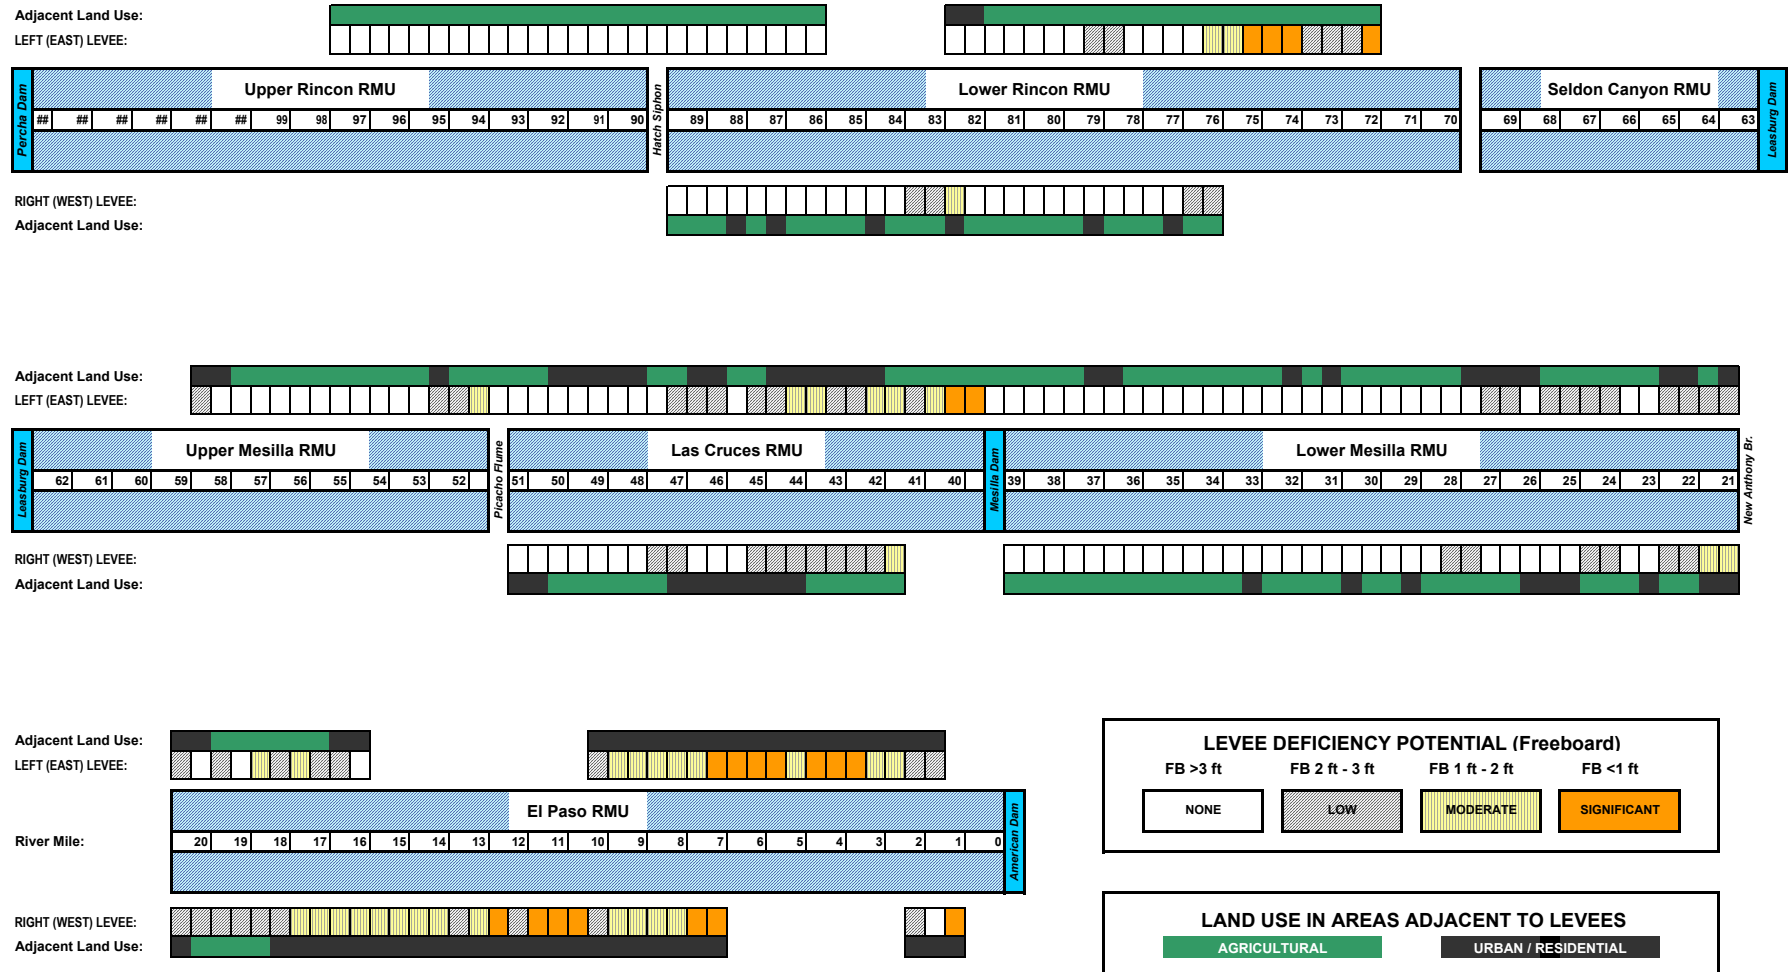 Adjacent Land Use:
LEFT (EAST) LEVEE:
Percha Dam
Upper Rincon RMU
Hatch Siphon
Lower Rincon RMU
Seldon Canyon RMU
Leasburg Dam
## ## ## ## ## ## 99 98 97 96 95 94 93 92 91 90 89 88 87 86 85 84 83 82 81 80 79 78 77 76 75 74 73 72 71 70 69 68 67 66 65 64 63
RIGHT (WEST) LEVEE:
Adjacent Land Use:
Adjacent Land Use:
LEFT (EAST) LEVEE:
Leasburg Dam
Upper Mesilla RMU
Picacho Flume
Las Cruces RMU
Mesilla Dam
Lower Mesilla RMU
New Anthony Br.
62 61 60 59 58 57 56 55 54 53 52 51 50 49 48 47 46 45 44 43 42 41 40 39 38 37 36 35 34 33 32 31 30 29 28 27 26 25 24 23 22 21
RIGHT (WEST) LEVEE:
Adjacent Land Use:
Adjacent Land Use:
LEFT (EAST) LEVEE:
El Paso RMU
American Dam
River Mile: 20 19 18 17 16 15 14 13 12 11 10 9 8 7 6 5 4 3 2 1 0
RIGHT (WEST) LEVEE:
Adjacent Land Use:
LEVEE DEFICIENCY POTENTIAL (Freeboard)
FB >3 ft FB 2 ft - 3 ft FB 1 ft - 2 ft FB <1 ft
NONE LOW MODERATE SIGNIFICANT
LAND USE IN AREAS ADJACENT TO LEVEES
AGRICULTURAL URBAN / RESIDENTIAL